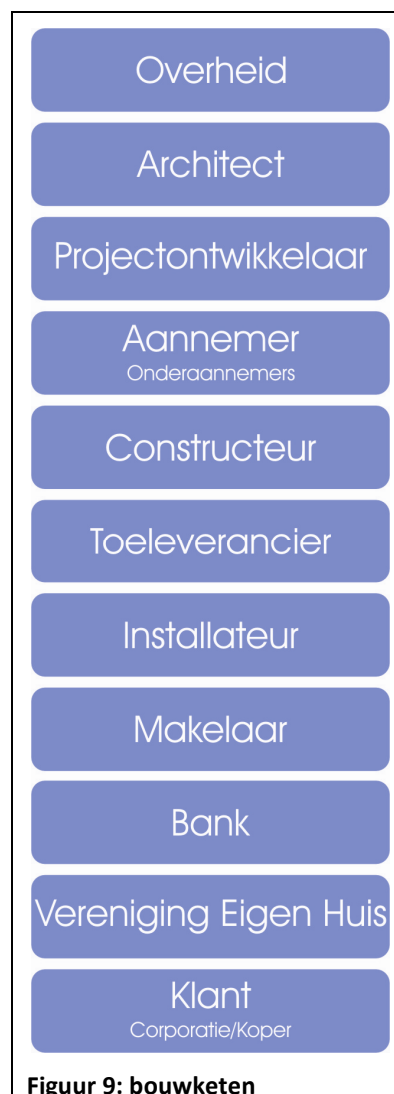 Overheid
Architect
Projectontwikkelaar
Aannemer
Onderaannemers
Constructeur
Toeleverancier
Installateur
Makelaar
Bank
Vereniging Eigen Huis
Klant
Corporatie/Koper
Figuur 9: bouwketen